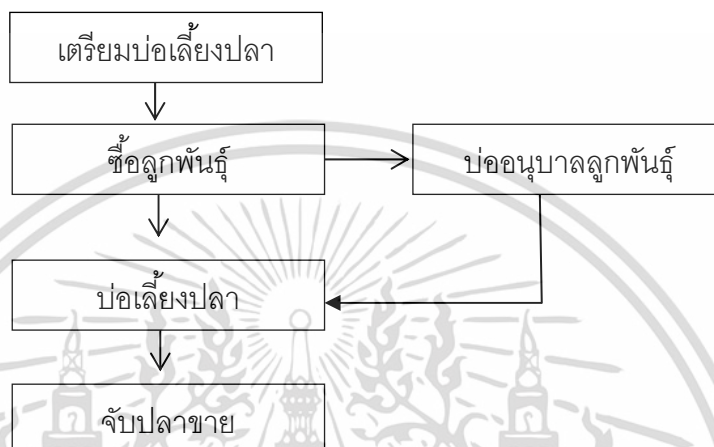 เตรียมบ่อเลี้ยงปลา
ซื้อลูกพันธุ์
บ่ออนุบาลลูกพันธุ์
บ่อเลี้ยงปลา
จับปลาขาย